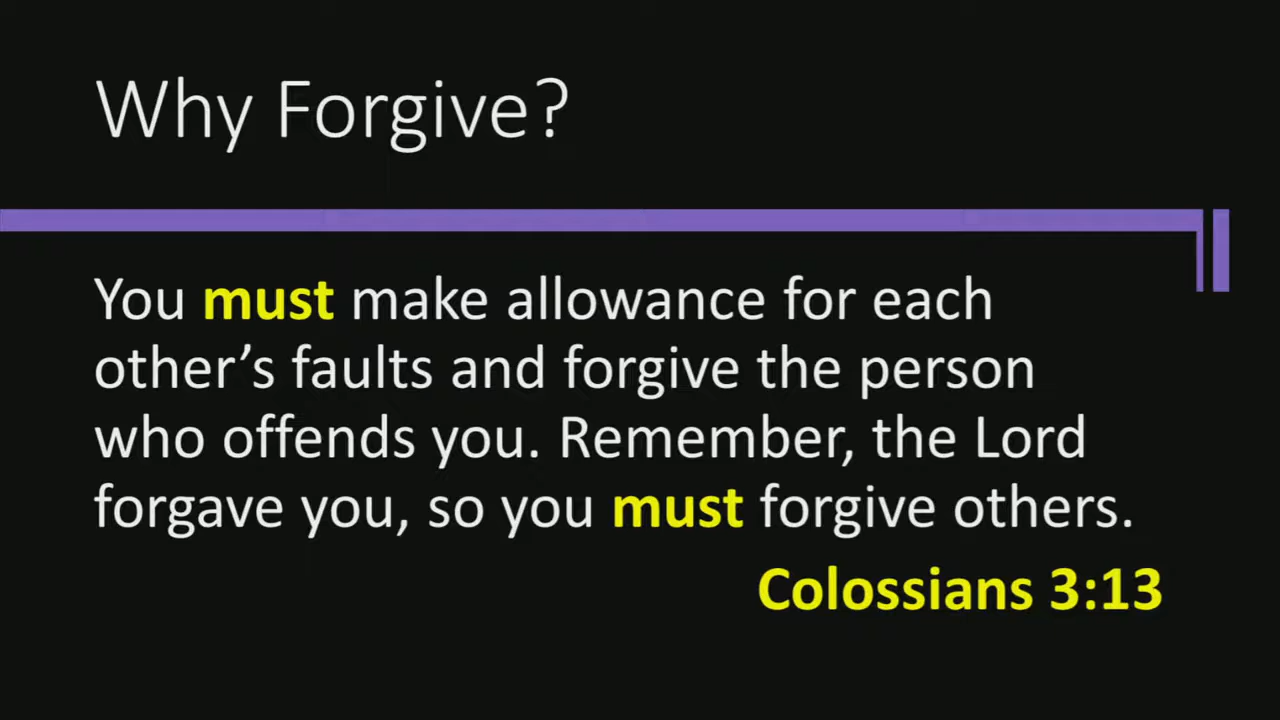 Why Forgive?
You must make allowance for each
other’s faults and forgive the person
who offends you. Remember, the Lord
forgave you, so you must forgive others.
Colossians 3:13